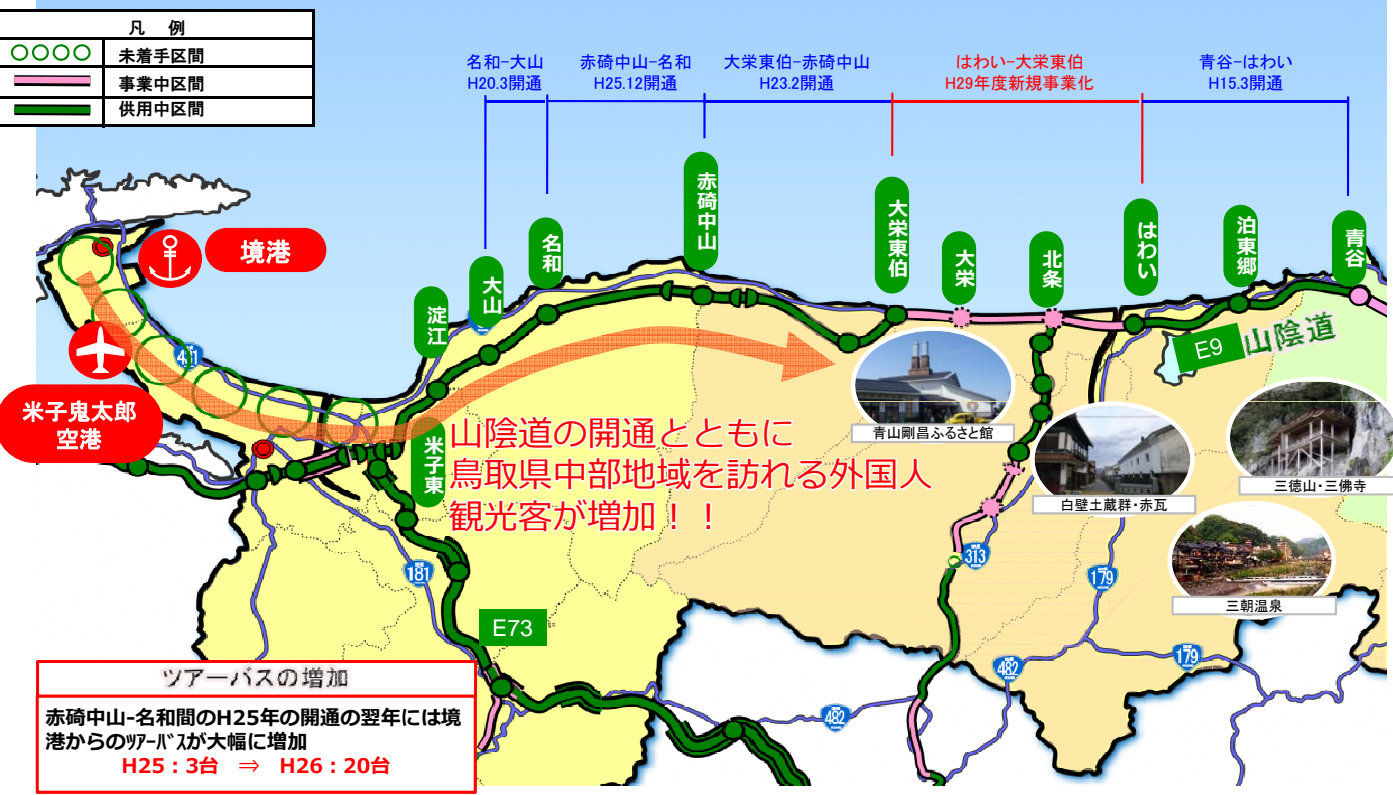 凡 例
未着手区間
事業中区間
供用中区間
名和-大山
H20.3開通
赤碕中山-名和
H25.12開通
大栄東伯-赤碕中山
H23.2開通
はわい-大栄東伯
H29年度新規事業化
青谷-はわい
H15.3開通
境港
米子鬼太郎
空港
431
淀江
大山
名和
赤碕中山
大栄東伯
大栄
北条
はわい
泊東郷
青谷
E9
山陰道
米子東
山陰道の開通とともに
鳥取県中部地域を訪れる外国人
観光客が増加！！
青山剛昌ふるさと館
白壁土蔵群・赤瓦
三徳山・三佛寺
三朝温泉
181
313
179
E73
482
179
482
ツアーバスの増加
赤碕中山-名和間のH25年の開通の翌年には境
港からのﾂｱｰﾊﾞｽが大幅に増加
H25：3台 ⇒ H26：20台